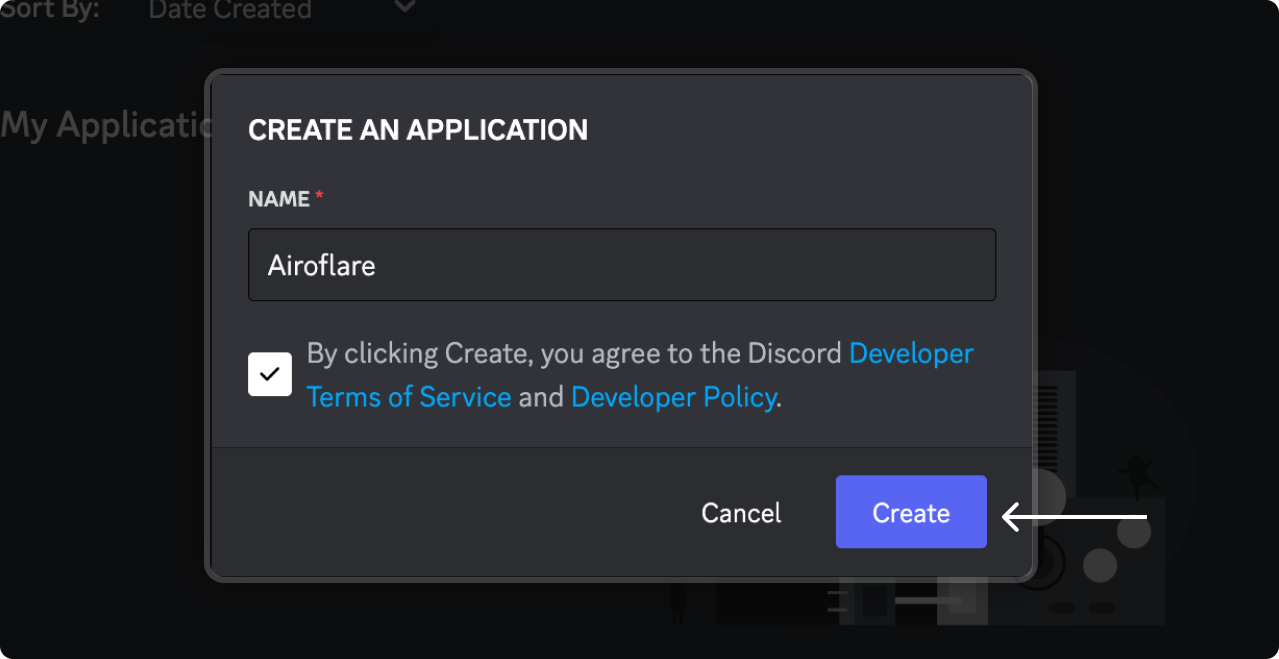 Sort By:
Date Created
My Applicatio
CREATE AN APPLICATION
NAME *
Airoflare
By clicking Create, you agree to the Discord Developer
Terms of Service and Developer Policy.
Cancel
Create